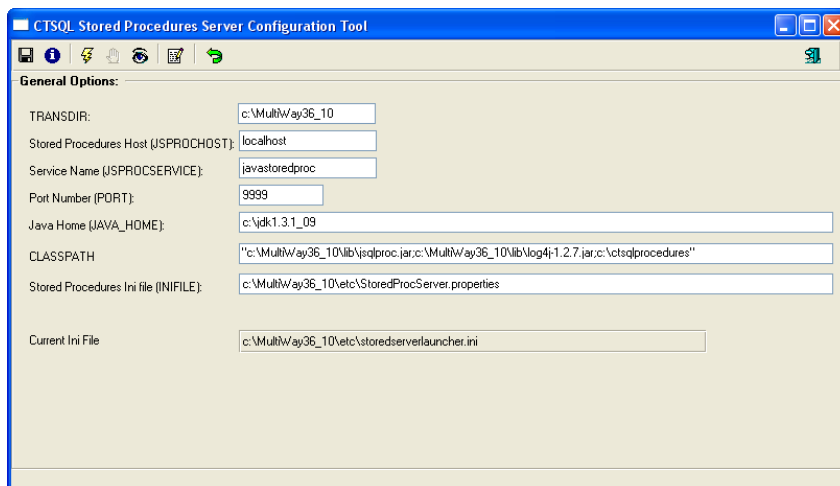 CTSQL Stored Procedures Server Configuration Tool
General Options:
TRANSDIR: c:\MultiWay36_10
Stored Procedures Host (JSPROCHOST): localhost
Service Name (JSPROCSERVICE): javastoredproc
Port Number (PORT): 9999
Java Home (JAVA_HOME): c:\jdk1.3.1_09
CLASSPATH "c:\MultiWay36_10\lib\jsqlproc.jar;c:\MultiWay36_10\lib\log4j-1.2.7.jar;c:\ctsqlprocedures"
Stored Procedures Ini file (INIFILE): c:\MultiWay36_10\etc\StoredProcServer.properties
Current Ini File c:\MultiWay36_10\etc\storedserverlauncher.ini